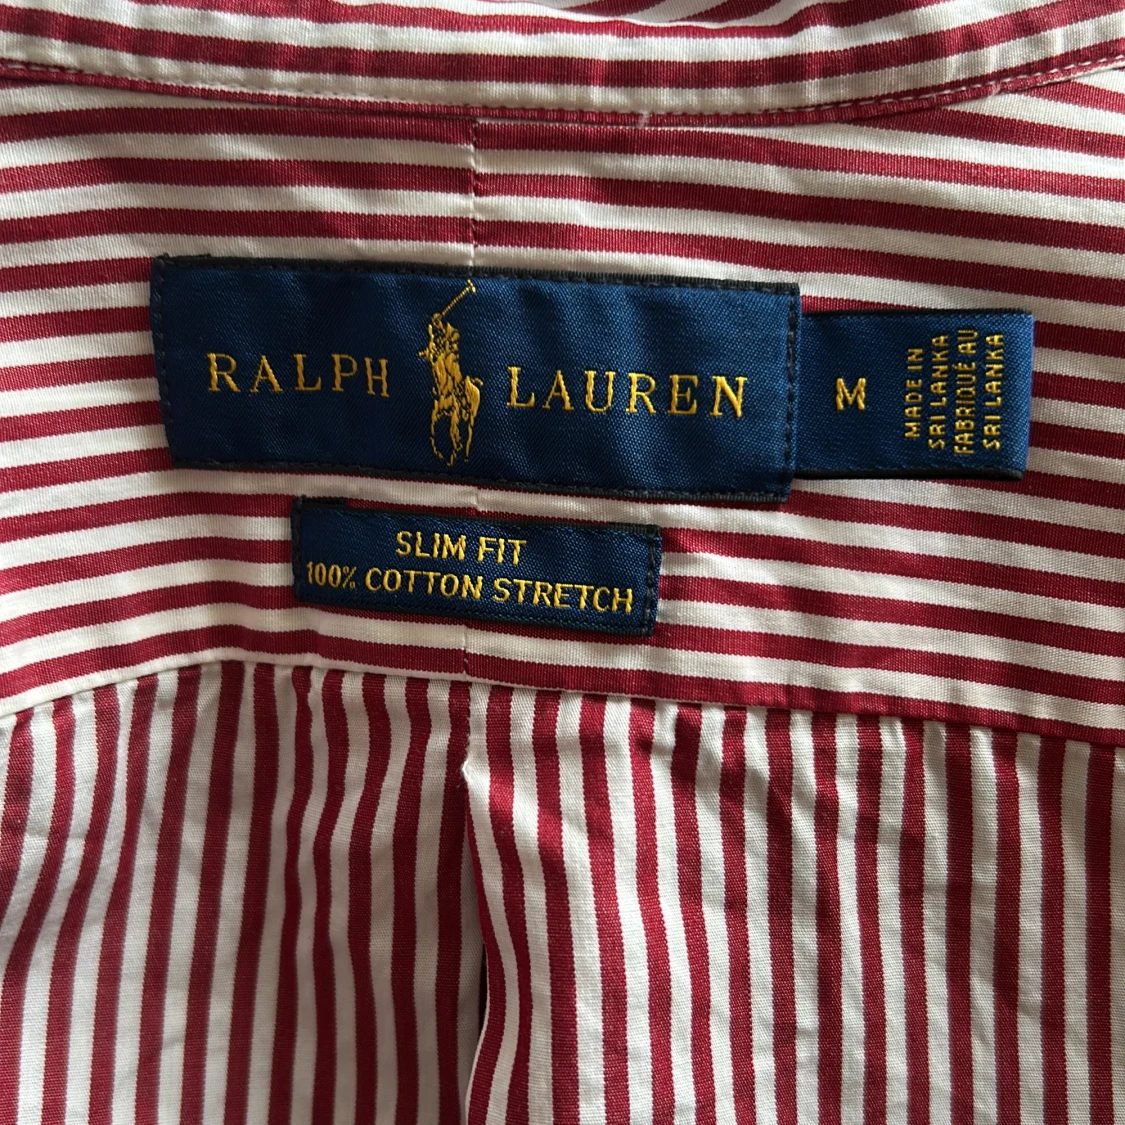 RALPH LAUREN
M
MADE IN
SRI LANKA
FABRIQUÉ AU
SRI LANKA
SLIM FIT
100% COTTON STRETCH